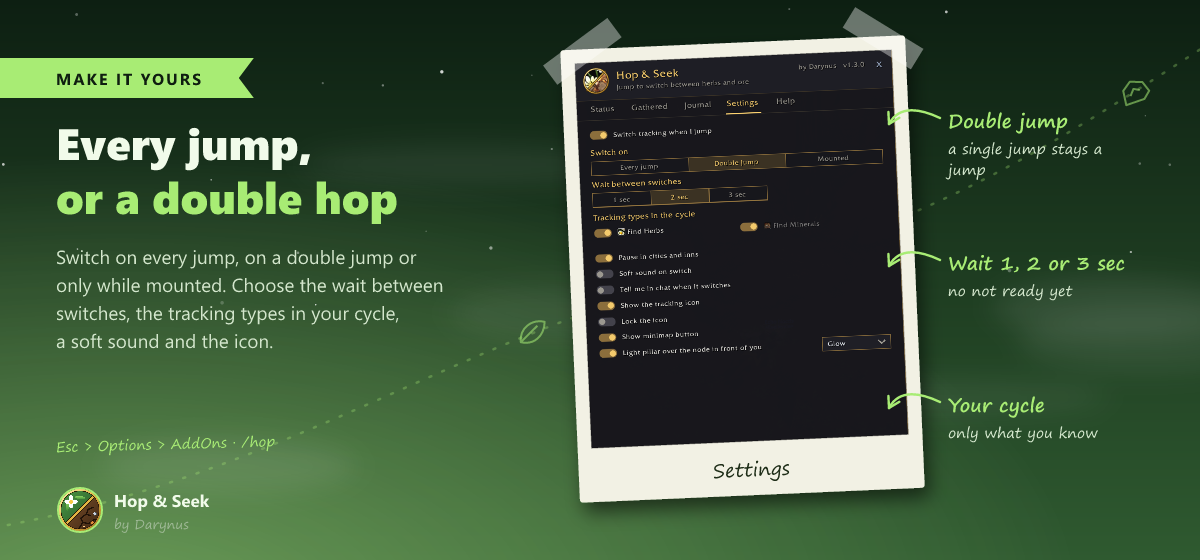 MAKE IT YOURS
Every jump,
or a double hop
Switch on every jump, on a double jump or
only while mounted. Choose the wait between
switches, the tracking types in your cycle,
a soft sound and the icon.
Esc > Options > AddOns · /hop
Hop & Seek
by Darynus
Hop & Seek
by Darynus v1.3.0 X
Jump to switch between herbs and ore
Status Gathered Journal Settings Help
Switch tracking when I jump
Switch on
Every jump Double jump Mounted
Wait between switches
1 sec 2 sec 3 sec
Tracking types in the cycle
Find Herbs Find Minerals
Pause in cities and inns
Soft sound on switch
Tell me in chat when it switches
Show the tracking icon
Lock the icon
Show minimap button
Light pillar over the node in front of you Glow
Settings
Double jump
a single jump stays a
jump
Wait 1, 2 or 3 sec
no not ready yet
Your cycle
only what you know